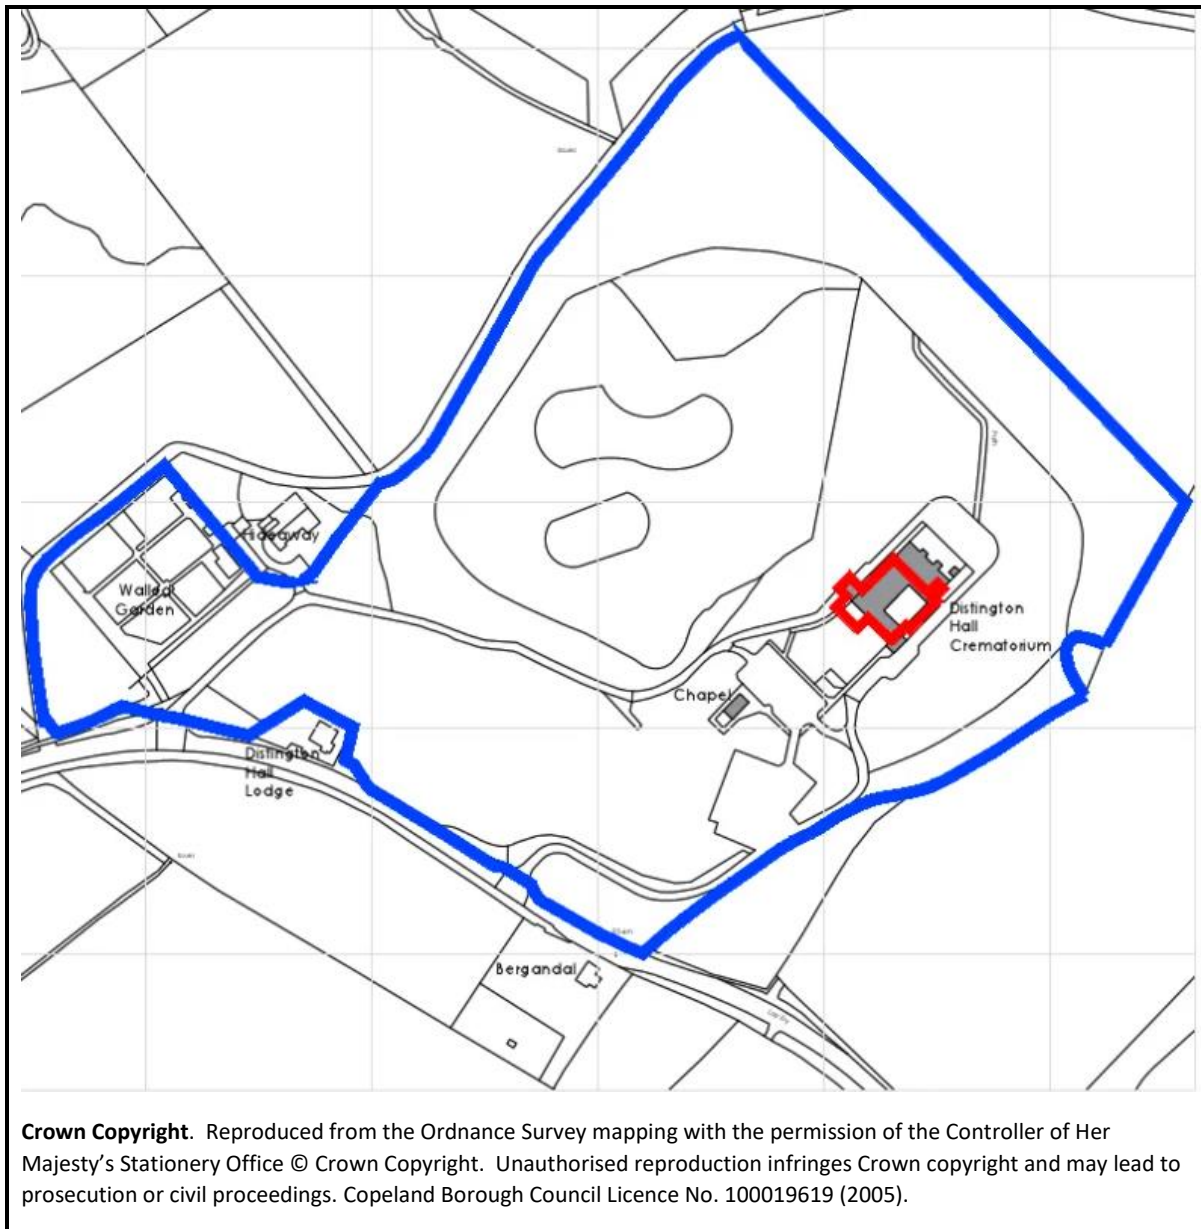 Hideaway
Walled
Garden
Distington
Hall
Crematorium
Chapel
Distington
Hall
Lodge
Bergandal
Lay By
Crown Copyright. Reproduced from the Ordnance Survey mapping with the permission of the Controller of Her
Majesty’s Stationery Office © Crown Copyright. Unauthorised reproduction infringes Crown copyright and may lead to
prosecution or civil proceedings. Copeland Borough Council Licence No. 100019619 (2005).